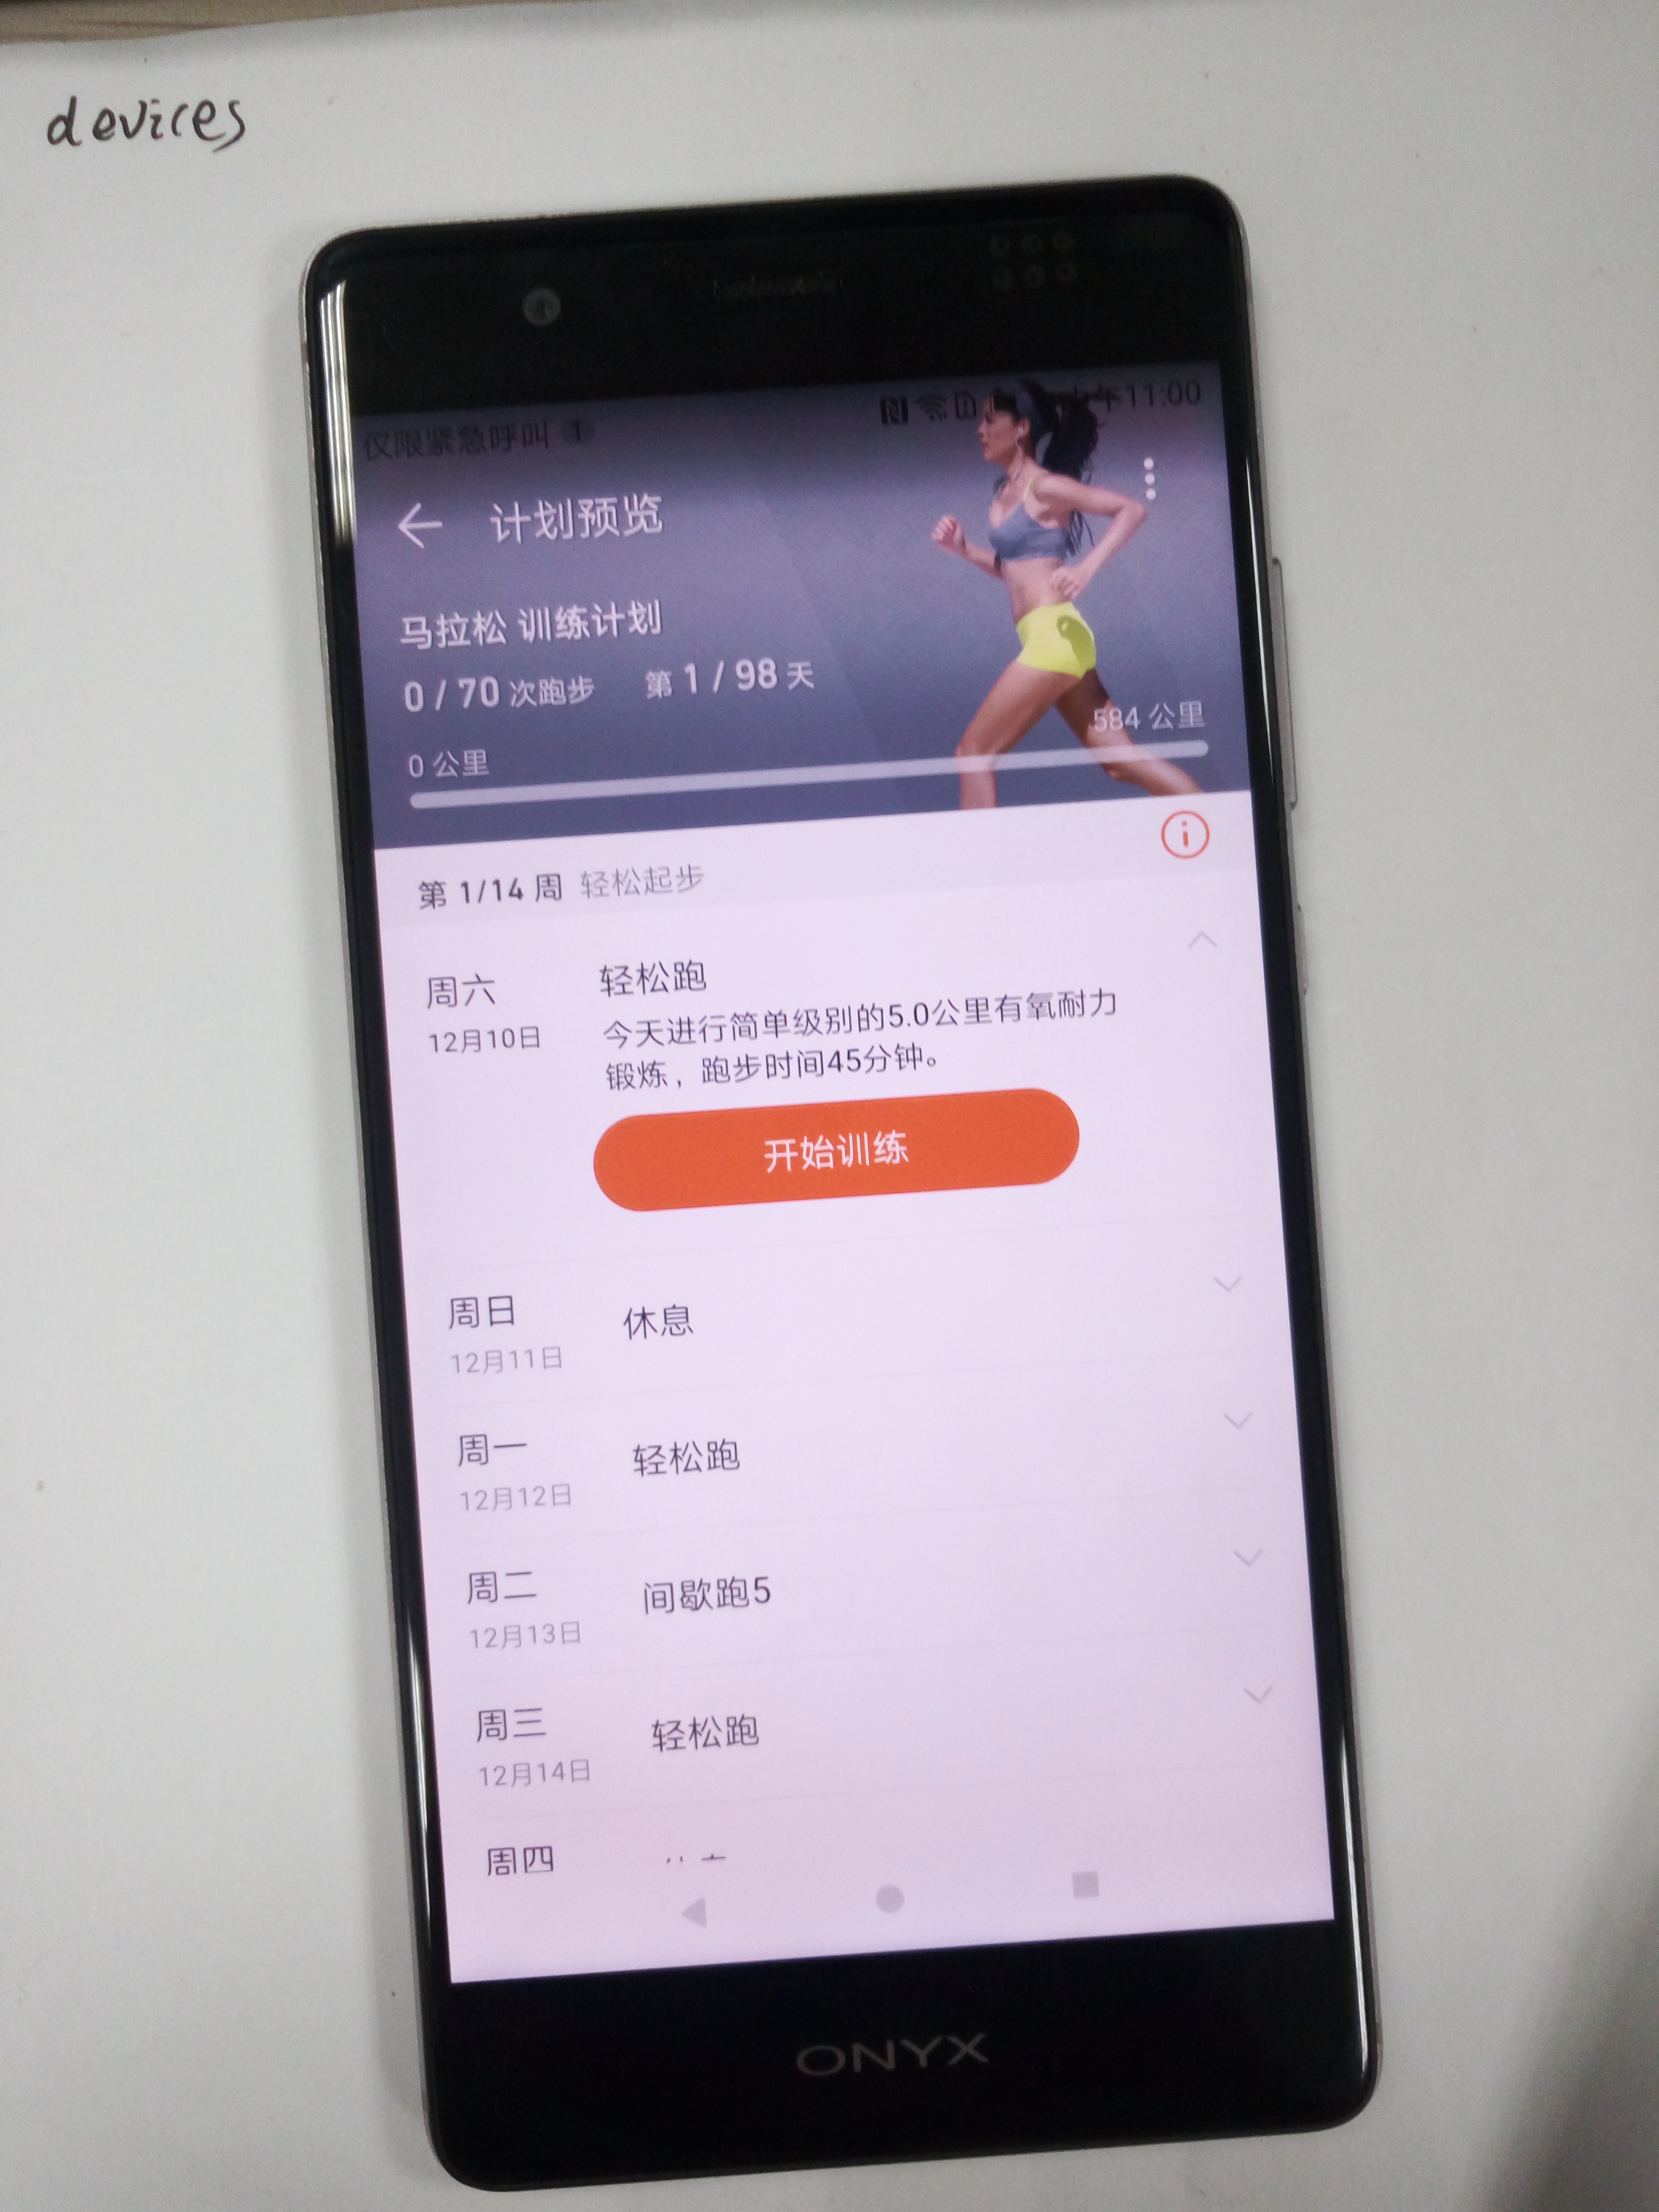 devices
仅限紧急呼叫 1
午11:00
计划预览
马拉松 训练计划
0 / 70 次跑步 第 1 / 98 天
584 公里
0 公里
第 1/14 周 轻松起步
周六
12月10日
轻松跑
今天进行简单级别的5.0公里有氧耐力
锻炼，跑步时间45分钟。
开始训练
周日
12月11日
休息
周一
12月12日
轻松跑
周二
12月13日
间歇跑5
周三
12月14日
轻松跑
周四
ONYX